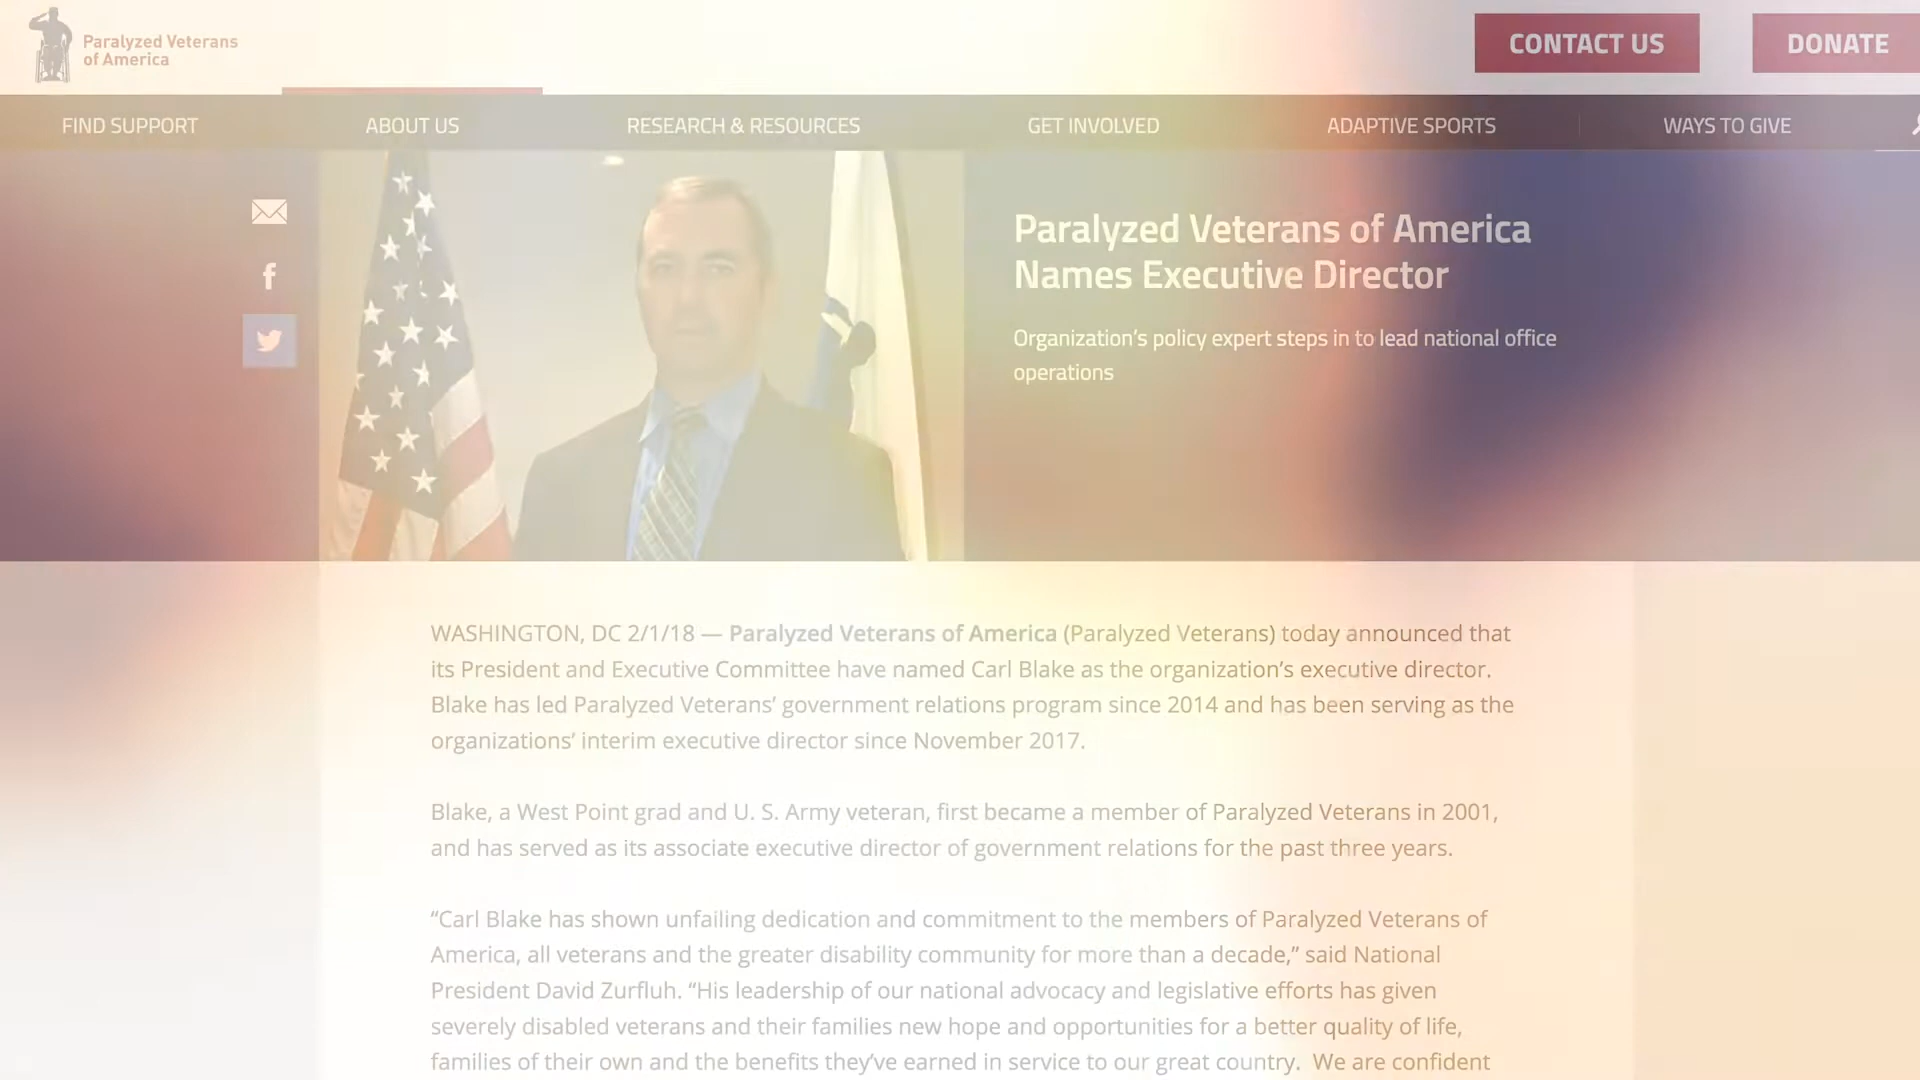 Paralyzed Veterans
of America
CONTACT US
DONATE
FIND SUPPORT
ABOUT US
RESEARCH & RESOURCES
GET INVOLVED
ADAPTIVE SPORTS
WAYS TO GIVE
Paralyzed Veterans of America
Names Executive Director
Organization’s policy expert steps in to lead national office
operations
WASHINGTON, DC 2/1/18 — Paralyzed Veterans of America (Paralyzed Veterans) today announced that
its President and Executive Committee have named Carl Blake as the organization’s executive director.
Blake has led Paralyzed Veterans’ government relations program since 2014 and has been serving as the
organizations’ interim executive director since November 2017.
Blake, a West Point grad and U. S. Army veteran, first became a member of Paralyzed Veterans in 2001,
and has served as its associate executive director of government relations for the past three years.
“Carl Blake has shown unfailing dedication and commitment to the members of Paralyzed Veterans of
America, all veterans and the greater disability community for more than a decade,” said National
President David Zurfluh. “His leadership of our national advocacy and legislative efforts has given
severely disabled veterans and their families new hope and opportunities for a better quality of life,
families of their own and the benefits they’ve earned in service to our great country. We are confident